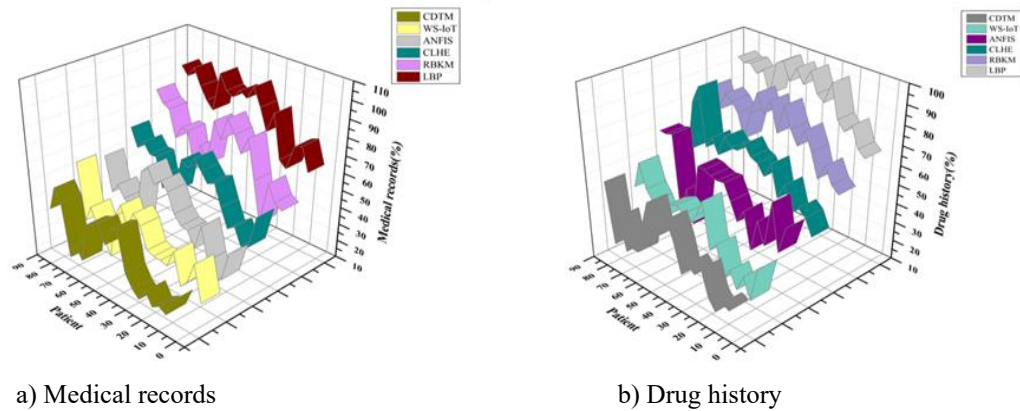 CDTM
WS-IoT
ANFIS
CLHE
RBKM
LBP
110
100
90
80
70
60
50
40
30
20
10
Medical records(%)
90
80
70
60
50
40
30
20
10
0
Patient
CDTM
WS-IoT
ANFIS
CLHE
RBKM
LBP
100
90
80
70
60
50
40
30
20
10
Drug history(%)
90
80
70
60
50
40
30
20
10
0
Patient
a) Medical records
b) Drug history